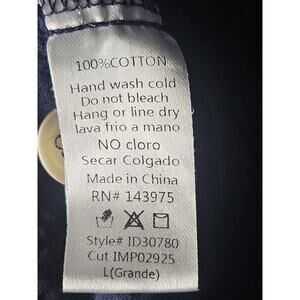 100%COTTON
Hand wash cold
Do not bleach
Hang or line dry
lava frio a mano
NO cloro
Secar Colgado
Made in China
RN# 143975
Style# ID30780
Cut IMP02925
L(Grande)